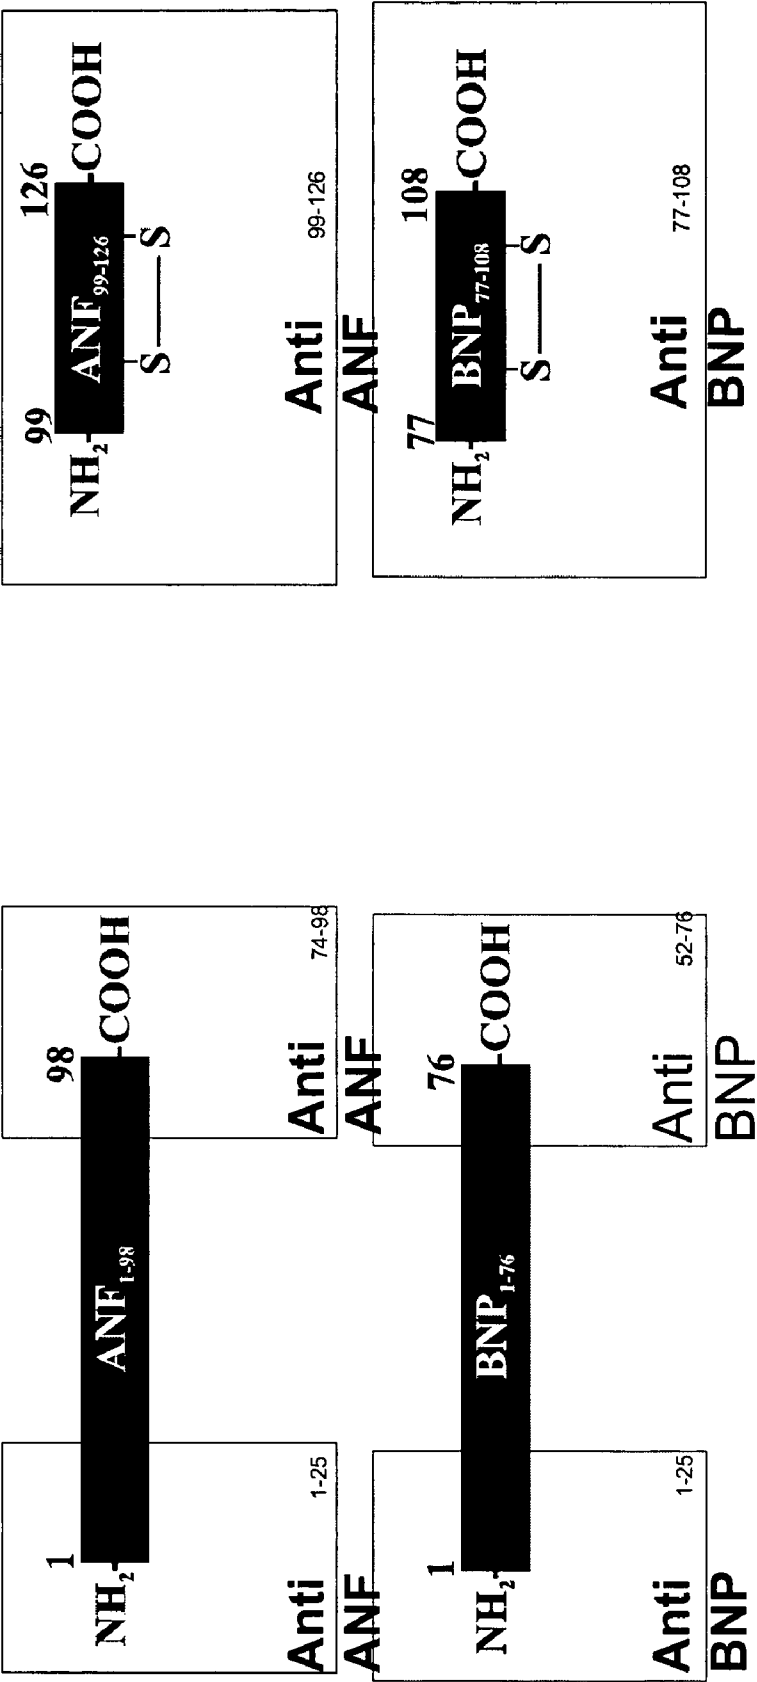 1 98 99 126
NH2 ANF1-98 COOH NH2 ANF99-126 COOH
S S
Anti 1-25 Anti 74-98 Anti 99-126
ANF ANF ANF
1 76 77 108
NH2 BNP1-76 COOH NH2 BNP77-108 COOH
S S
Anti 1-25 Anti 52-76 Anti 77-108
BNP BNP BNP